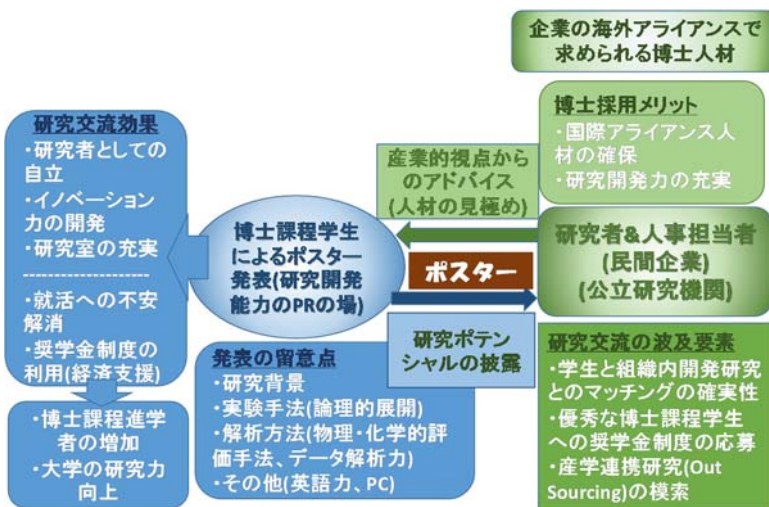 企業の海外アライアンスで
求められる博士人材
博士採用メリット
・国際アライアンス人
材の確保
・研究開発力の充実
研究交流効果
・研究者としての
自立
・イノベーション
力の開発
・研究室の充実
--------------------
・就活への不安
解消
・奨学金制度の
利用(経済支援)
産業的視点から
のアドバイス
(人材の見極め)
博士課程学生
によるポスター
発表(研究開発
能力のPRの場)
ポスター
研究者&人事担当者
(民間企業)
(公立研究機関)
研究ポテン
シャルの披露
発表の留意点
・研究背景
・実験手法(論理的展開)
・解析方法(物理・化学的評
価手法、データ解析力)
・その他(英語力、PC)
研究交流の波及要素
・学生と組織内開発研究
とのマッチングの確実性
・優秀な博士課程学生
への奨学金制度の応募
・産学連携研究(Out
Sourcing)の模索
・博士課程進学
者の増加
・大学の研究力
向上